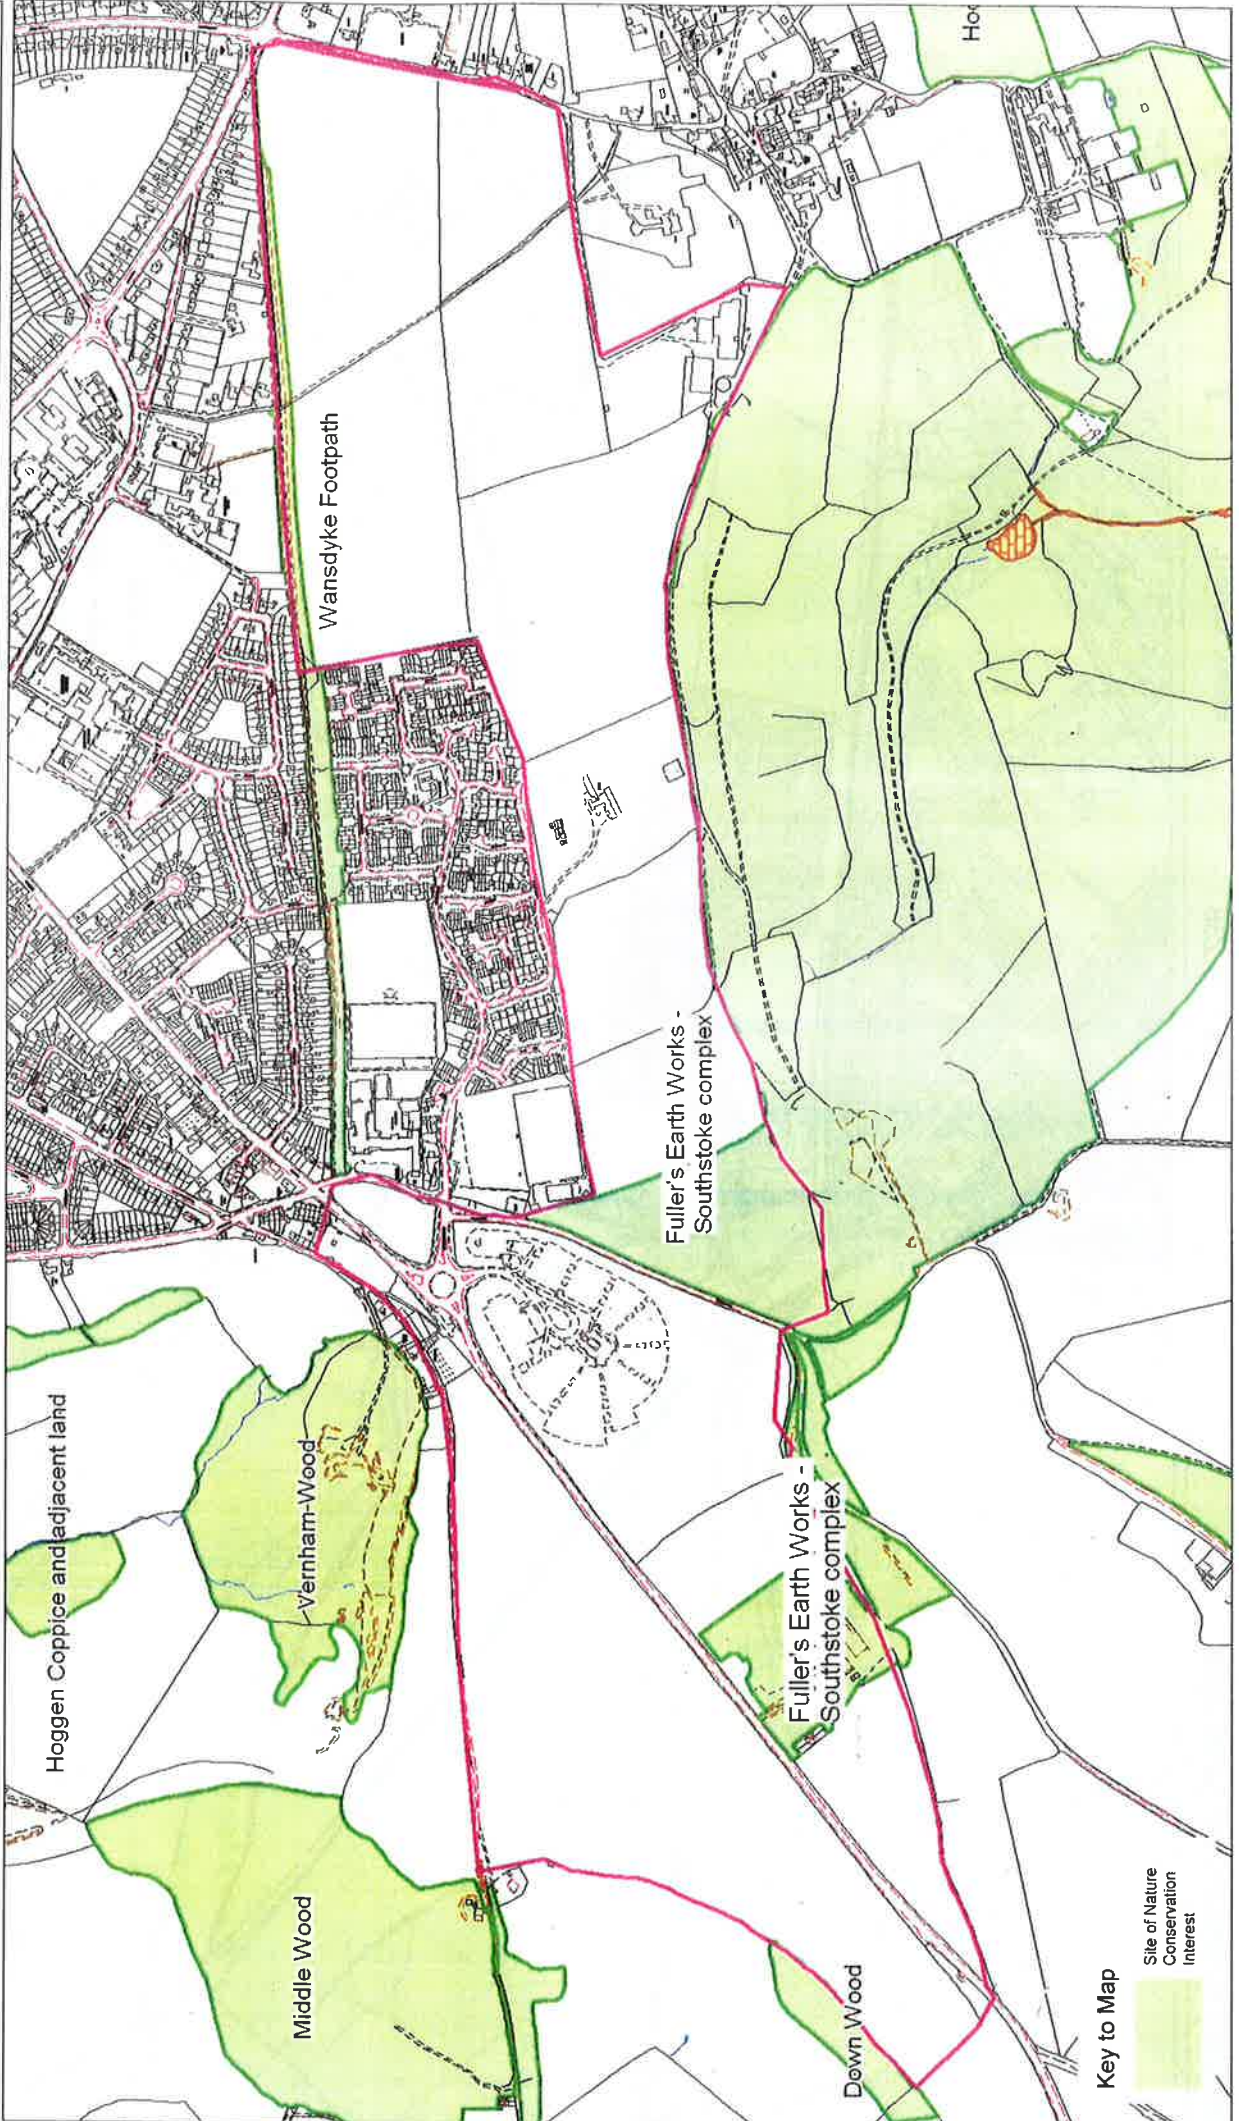 Hoggen Coppice and adjacent land
Middle Wood
Vernham-Wood
Wansdyke Footpath
Fuller's Earth Works -
Southstoke complex
Fuller's Earth Works -
Southstoke complex
Down Wood
Key to Map
Site of Nature
Conservation
Interest